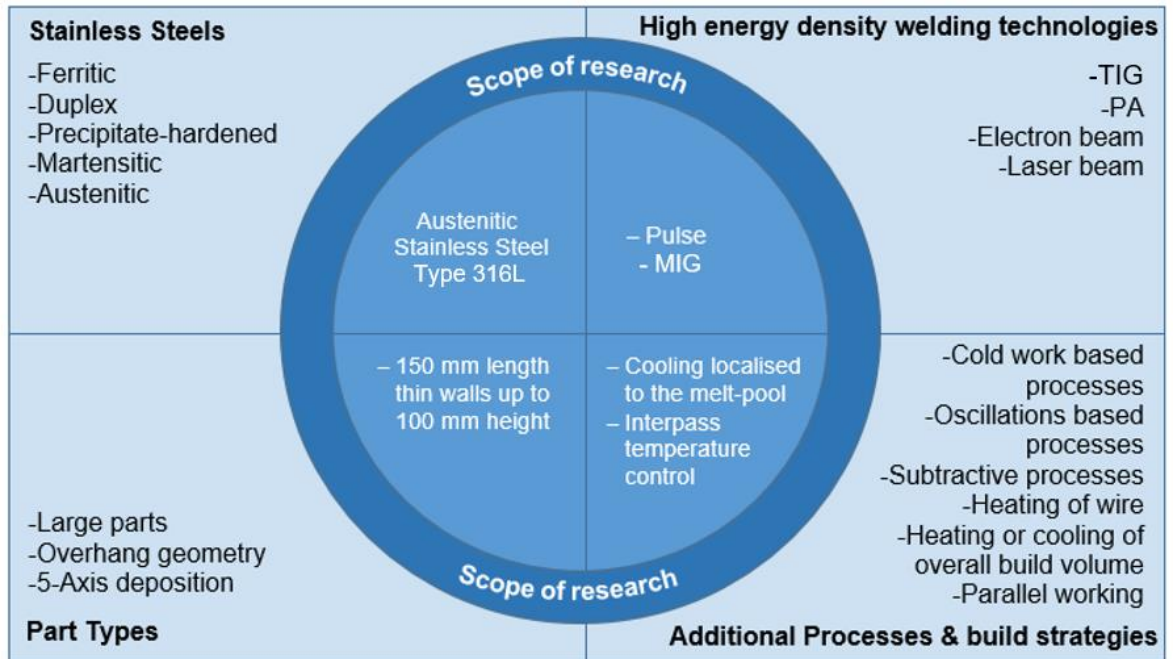 Stainless Steels
-Ferritic
-Duplex
-Precipitate-hardened
-Martensitic
-Austenitic
High energy density welding technologies
-TIG
-PA
-Electron beam
-Laser beam
Scope of research
Austenitic
Stainless Steel
Type 316L
– Pulse
- MIG
– 150 mm length
thin walls up to
100 mm height
– Cooling localised
to the melt-pool
– Interpass
temperature
control
-Large parts
-Overhang geometry
-5-Axis deposition
Part Types
-Cold work based
processes
-Oscillations based
processes
-Subtractive processes
-Heating of wire
-Heating or cooling of
overall build volume
-Parallel working
Additional Processes & build strategies
Scope of research